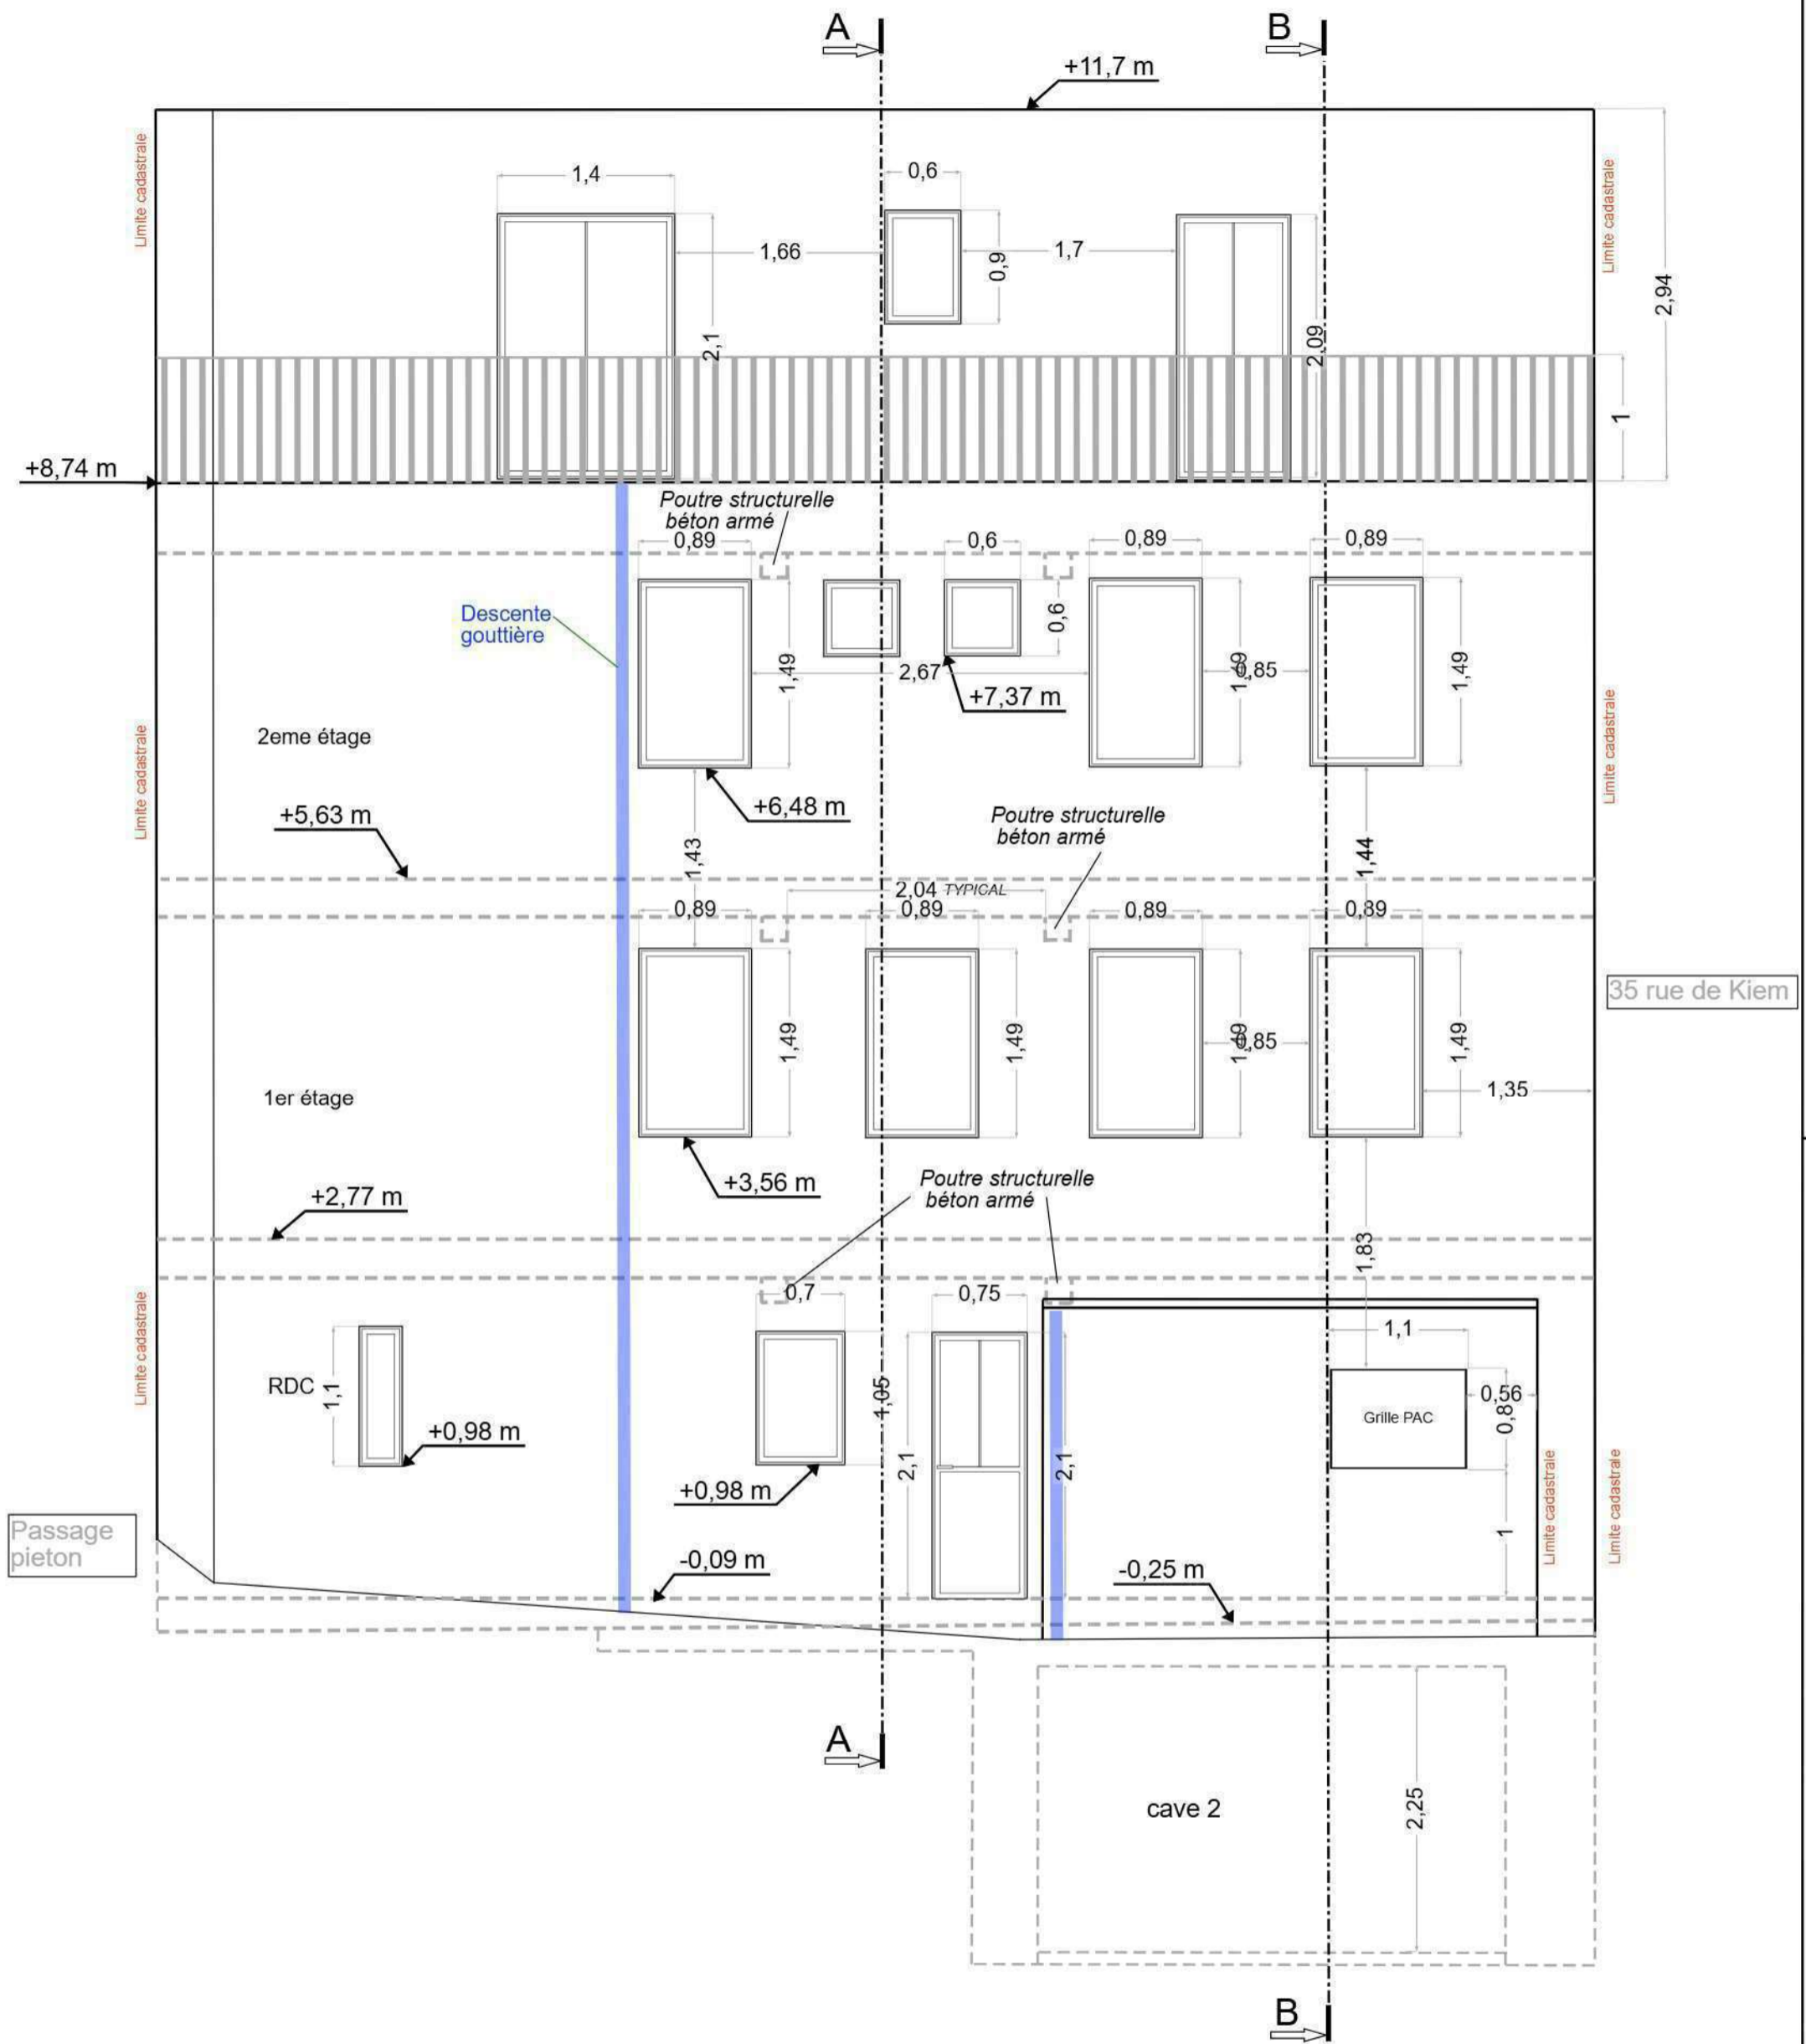 A
B
+11,7 m
Limite cadastrale
Limite cadastrale
1,4
0,6
1,66
1,7
0,9
2,1
2,09
2,94
1
+8,74 m
Poutre structurelle
béton armé
0,89
0,6
0,89
0,89
Descente
gouttière
0,6
1,49
2,67
1,49
0,85
1,49
+7,37 m
Limite cadastrale
Limite cadastrale
2eme étage
+6,48 m
+5,63 m
Poutre structurelle
béton armé
1,43
1,44
2,04 TYPICAL
0,89
0,89
0,89
0,89
35 rue de Kiem
1,49
1,49
1,49
0,85
1,49
1,35
1er étage
+3,56 m
+2,77 m
Poutre structurelle
béton armé
1,83
Limite cadastrale
0,7
0,75
1,1
RDC
1,1
1,05
0,56
0,8
Grille PAC
+0,98 m
2,1
2,1
+0,98 m
Limite cadastrale
Limite cadastrale
Passage
pieton
1
-0,09 m
-0,25 m
A
cave 2
2,25
B